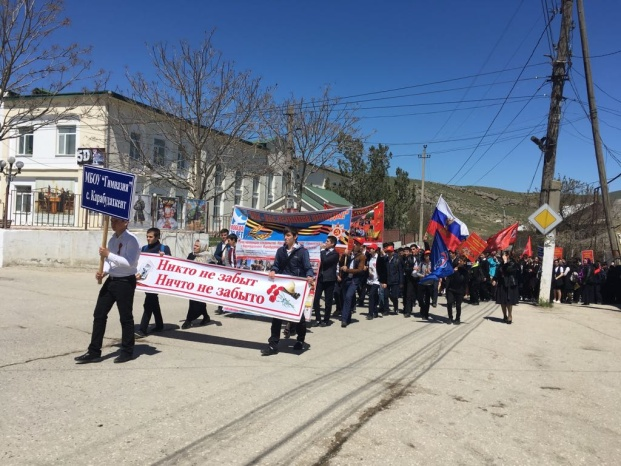 МБОУ "Гимназия"
с. Карабудахкент
Никто не забыт
Ничто не забыто